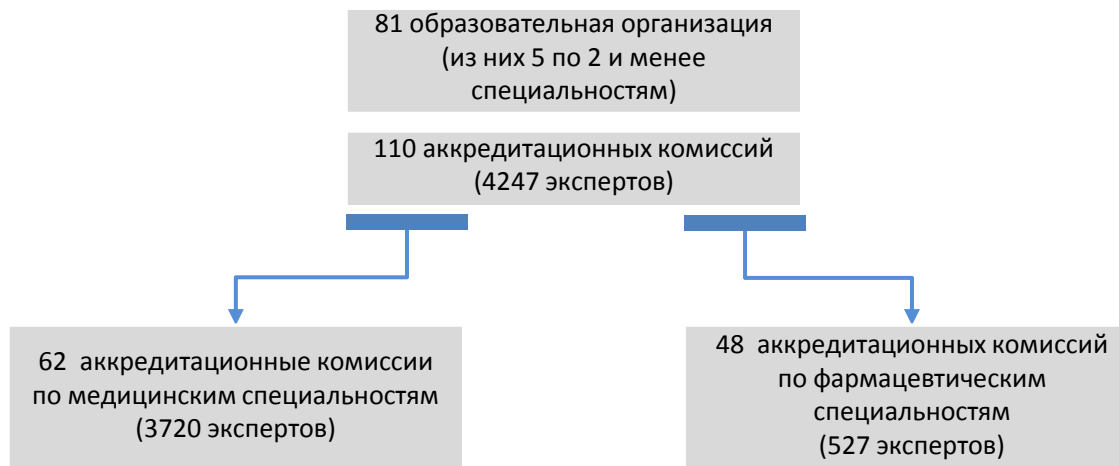 81 образовательная организация
(из них 5 по 2 и менее
специальностям)
110 аккредитационных комиссий
(4247 экспертов)
62 аккредитационные комиссии
по медицинским специальностям
(3720 экспертов)
48 аккредитационных комиссий
по фармацевтическим
специальностям
(527 экспертов)